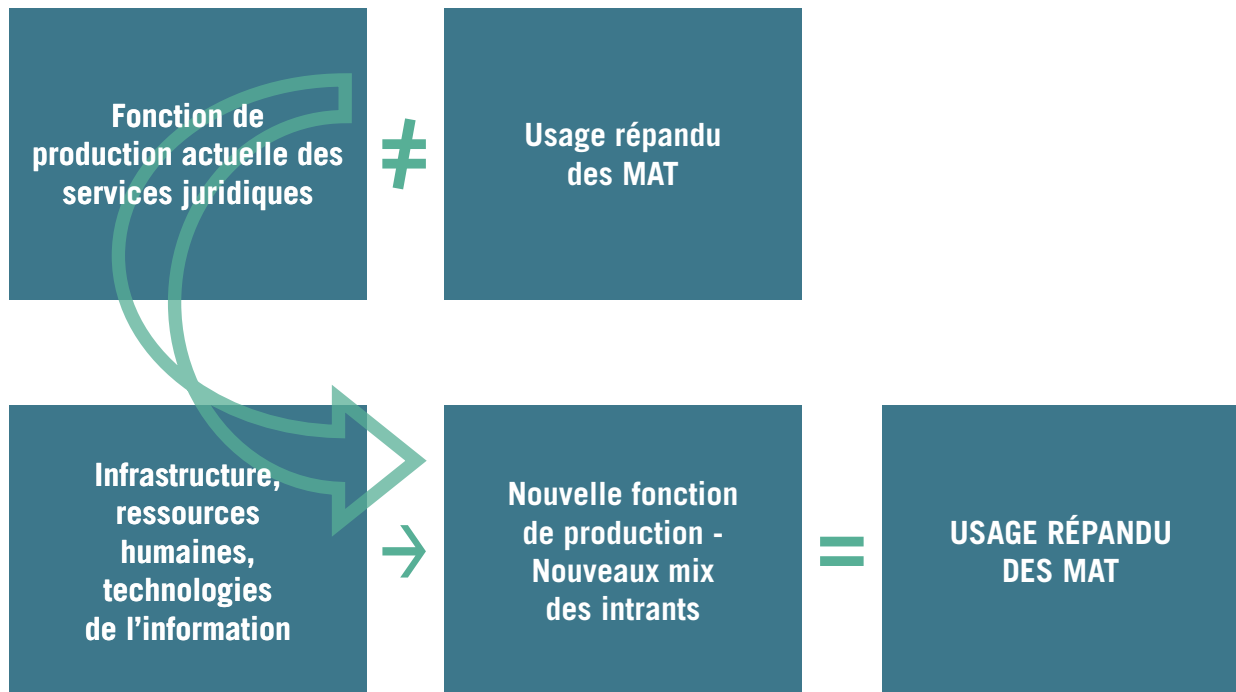 Fonction de
production actuelle des
services juridiques
≠
Usage répandu
des MAT
Infrastructure,
ressources
humaines,
technologies
de l’information
→
Nouvelle fonction
de production -
Nouveaux mix
des intrants
=
USAGE RÉPANDU
DES MAT